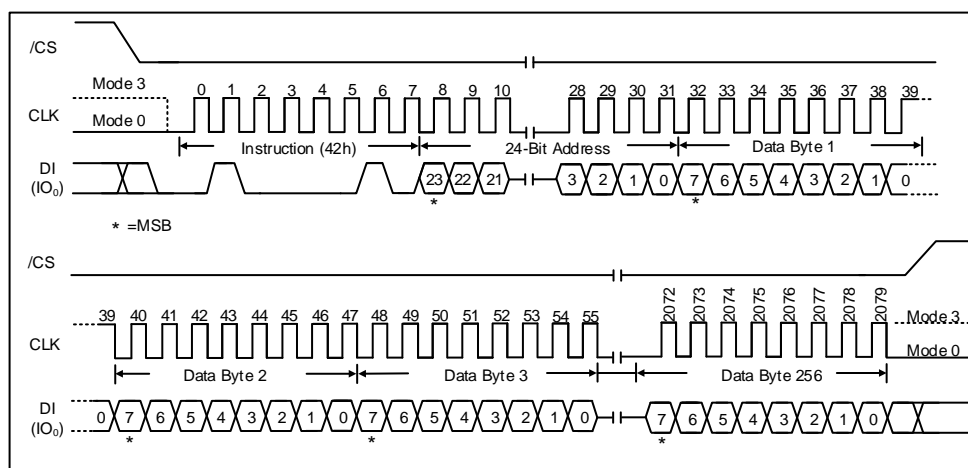 /CS
Mode 3
0 1 2 3 4 5 6 7 8 9 10 28 29 30 31 32 33 34 35 36 37 38 39
CLK
Mode 0
Instruction (42h) 24-Bit Address Data Byte 1
DI
(IO₀)
23 22 21 3 2 1 0 7 6 5 4 3 2 1 0
* *
* =MSB
/CS
39 40 41 42 43 44 45 46 47 48 49 50 51 52 53 54 55 2072 2073 2074 2075 2076 2077 2078 2079
Mode 3
CLK
Mode 0
Data Byte 2 Data Byte 3 Data Byte 256
DI
(IO₀)
0 7 6 5 4 3 2 1 0 7 6 5 4 3 2 1 0 7 6 5 4 3 2 1 0
* * *